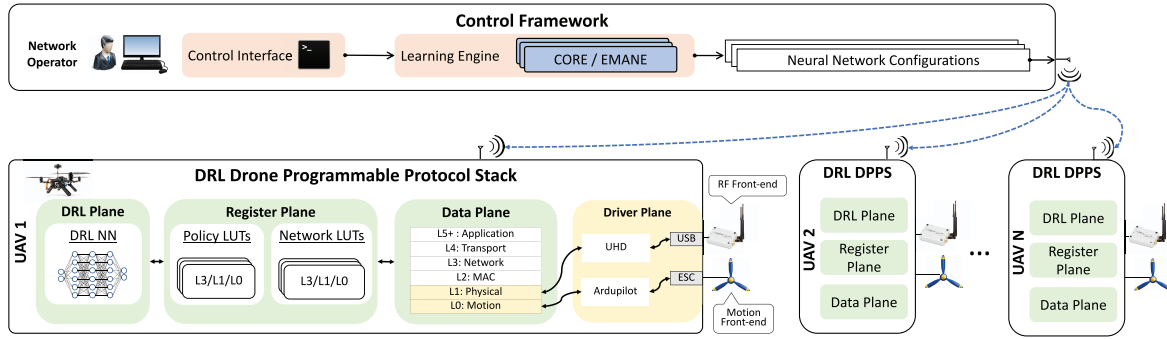 Control Framework
Network
Operator
Control Interface
>_
Learning Engine
CORE / EMANE
Neural Network Configurations
UAV 1
DRL Drone Programmable Protocol Stack
DRL Plane
DRL NN
Register Plane
Policy LUTs
L3/L1/L0
Network LUTs
L3/L1/L0
Data Plane
L5+ : Application
L4: Transport
L3: Network
L2: MAC
L1: Physical
L0: Motion
Driver Plane
UHD
Ardupilot
USB
ESC
RF Front-end
Motion
Front-end
UAV 2
DRL DPPS
DRL Plane
Register
Plane
Data Plane
...
UAV N
DRL DPPS
DRL Plane
Register
Plane
Data Plane